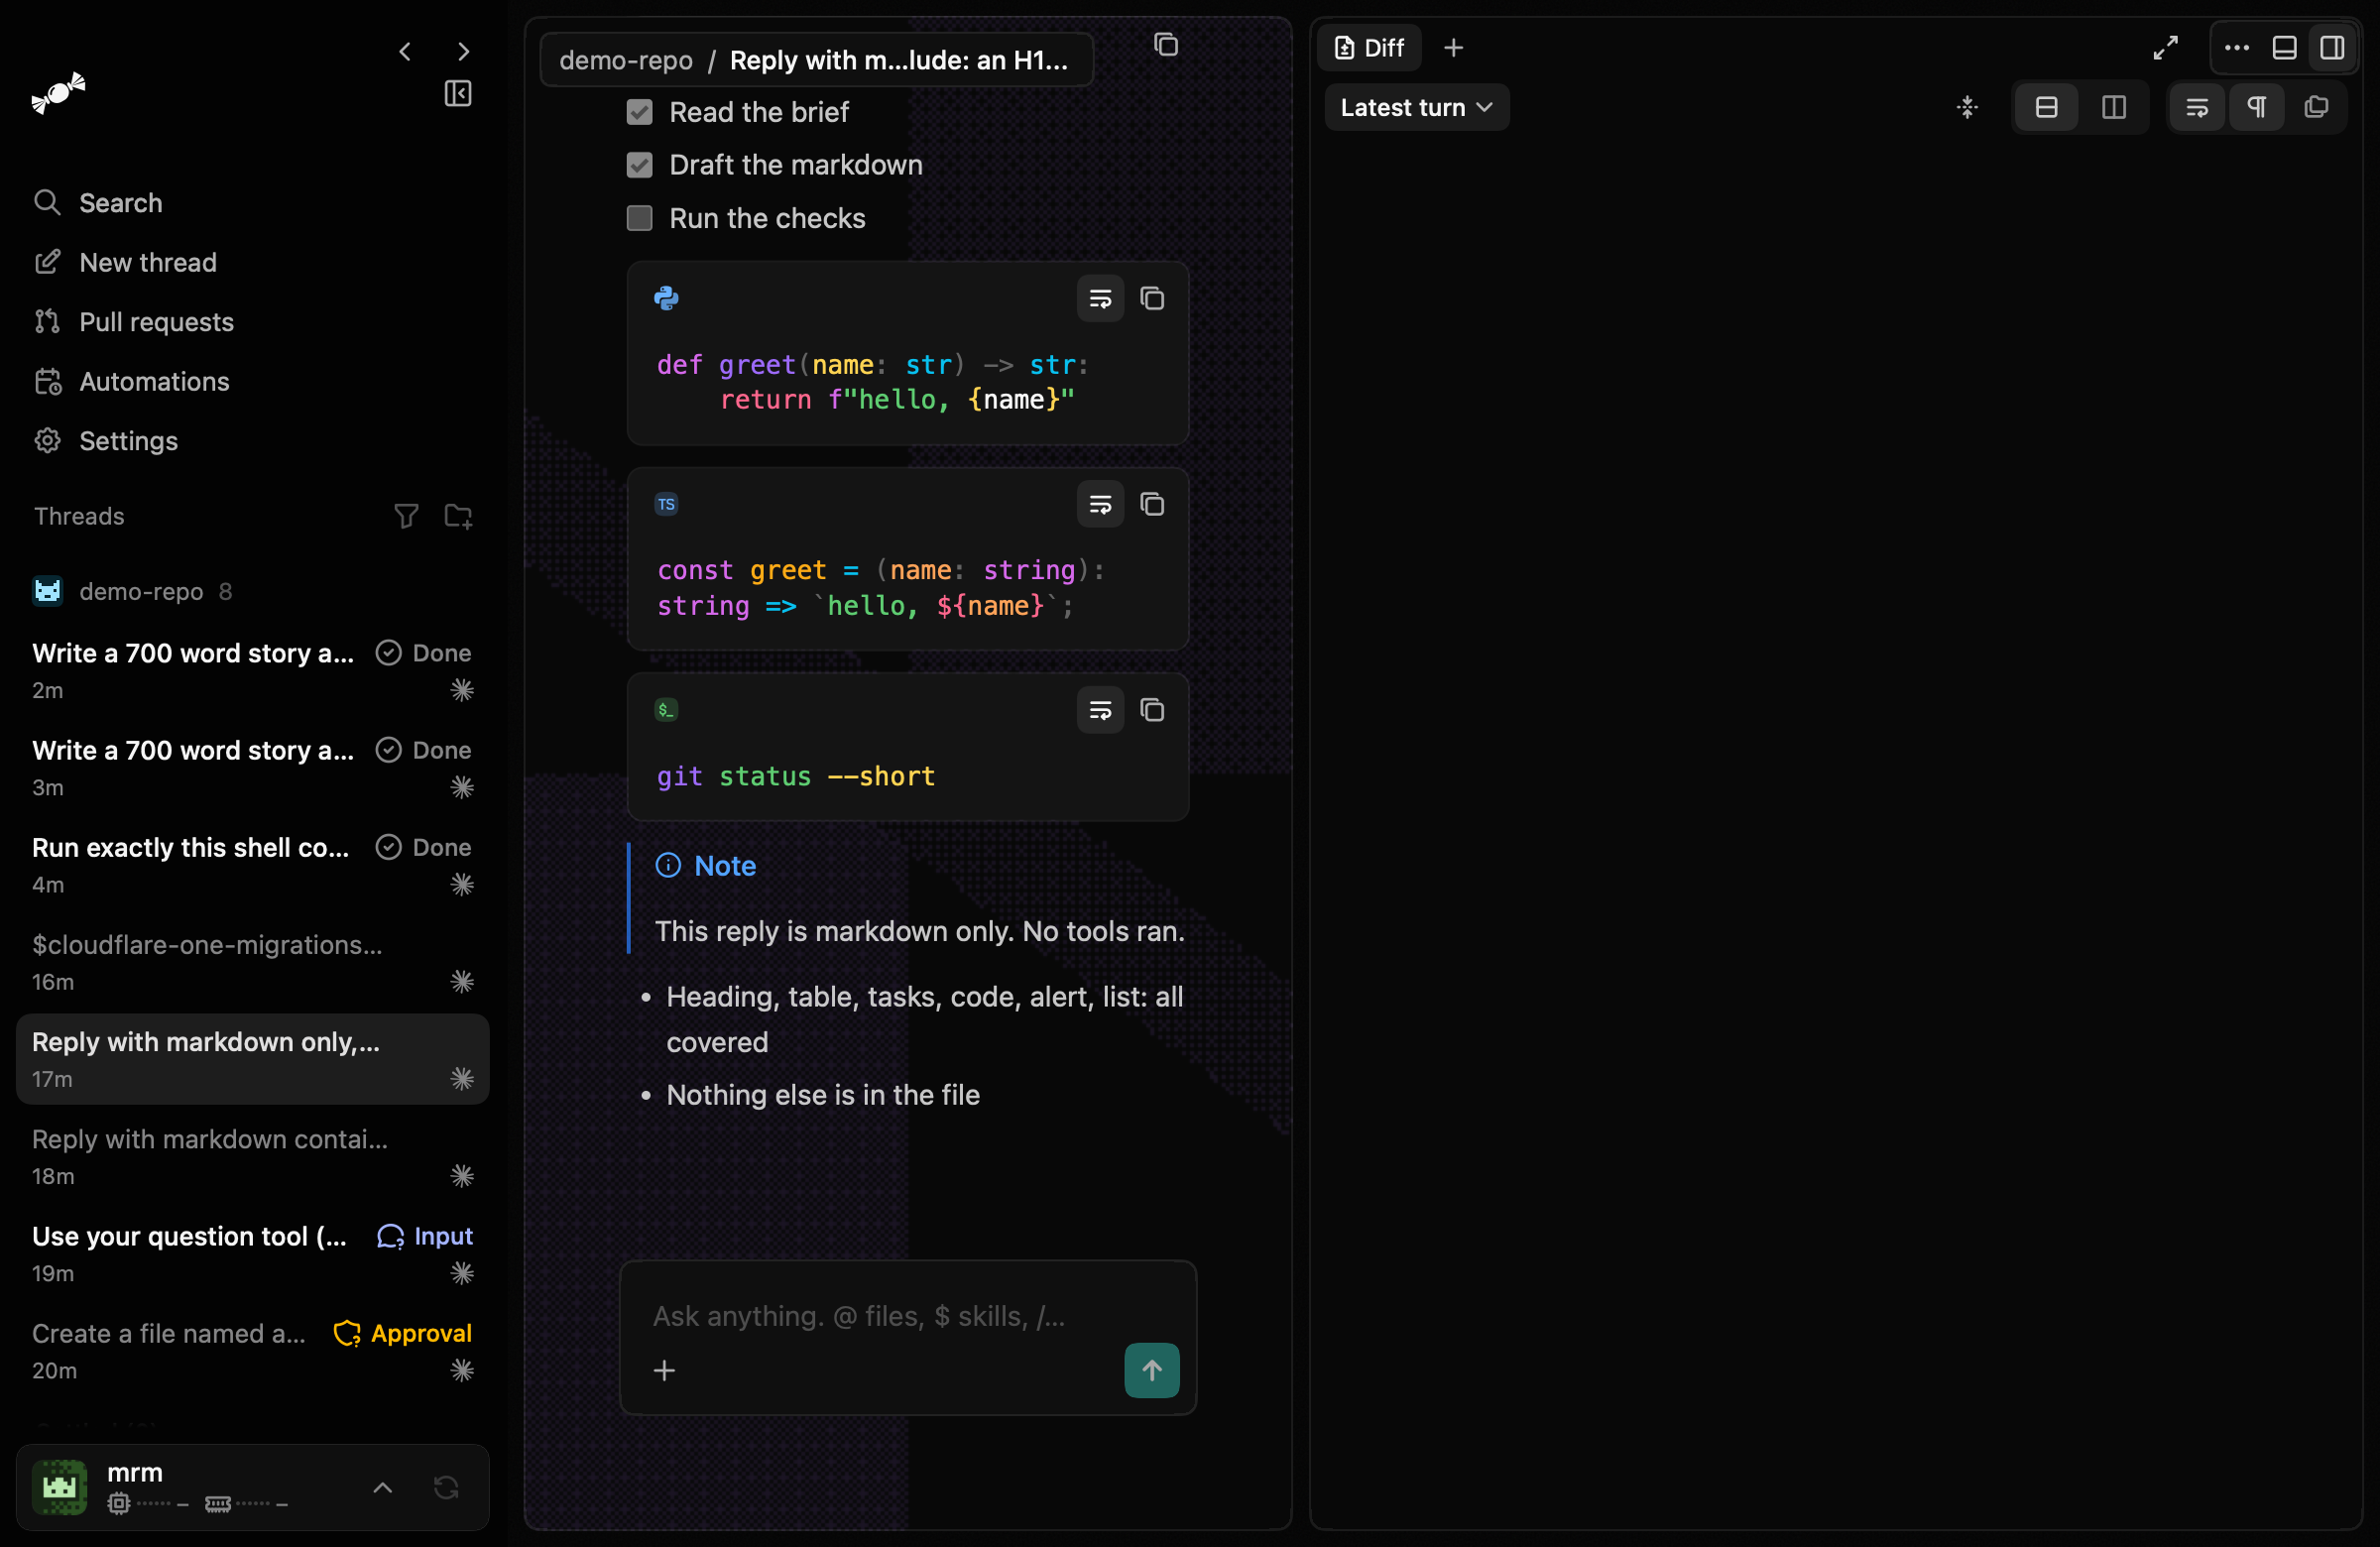 Search
New thread
Pull requests
Automations
Settings
Threads
demo-repo 8
Write a 700 word story a... Done
2m
Write a 700 word story a... Done
3m
Run exactly this shell co... Done
4m
$cloudflare-one-migrations...
16m
Reply with markdown only,...
17m
Reply with markdown contai...
18m
Use your question tool (... Input
19m
Create a file named a... Approval
20m
mrm
demo-repo / Reply with m...lude: an H1...
Read the brief
Draft the markdown
Run the checks
def greet(name: str) -> str:
return f"hello, {name}"
TS
const greet = (name: string):
string => `hello, ${name}`;
$_
git status --short
Note
This reply is markdown only. No tools ran.
• Heading, table, tasks, code, alert, list: all
covered
• Nothing else is in the file
Ask anything. @ files, $ skills, /...
Diff
Latest turn